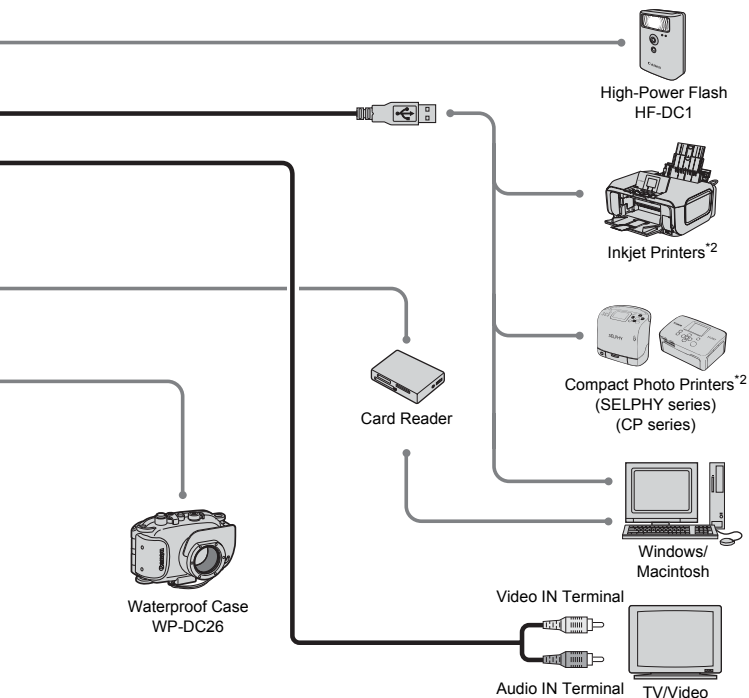 High-Power Flash
HF-DC1
Inkjet Printers*2
SELPHY
Compact Photo Printers*2
(SELPHY series)
(CP series)
Card Reader
Windows/
Macintosh
Waterproof Case
WP-DC26
Video IN Terminal
Audio IN Terminal
TV/Video